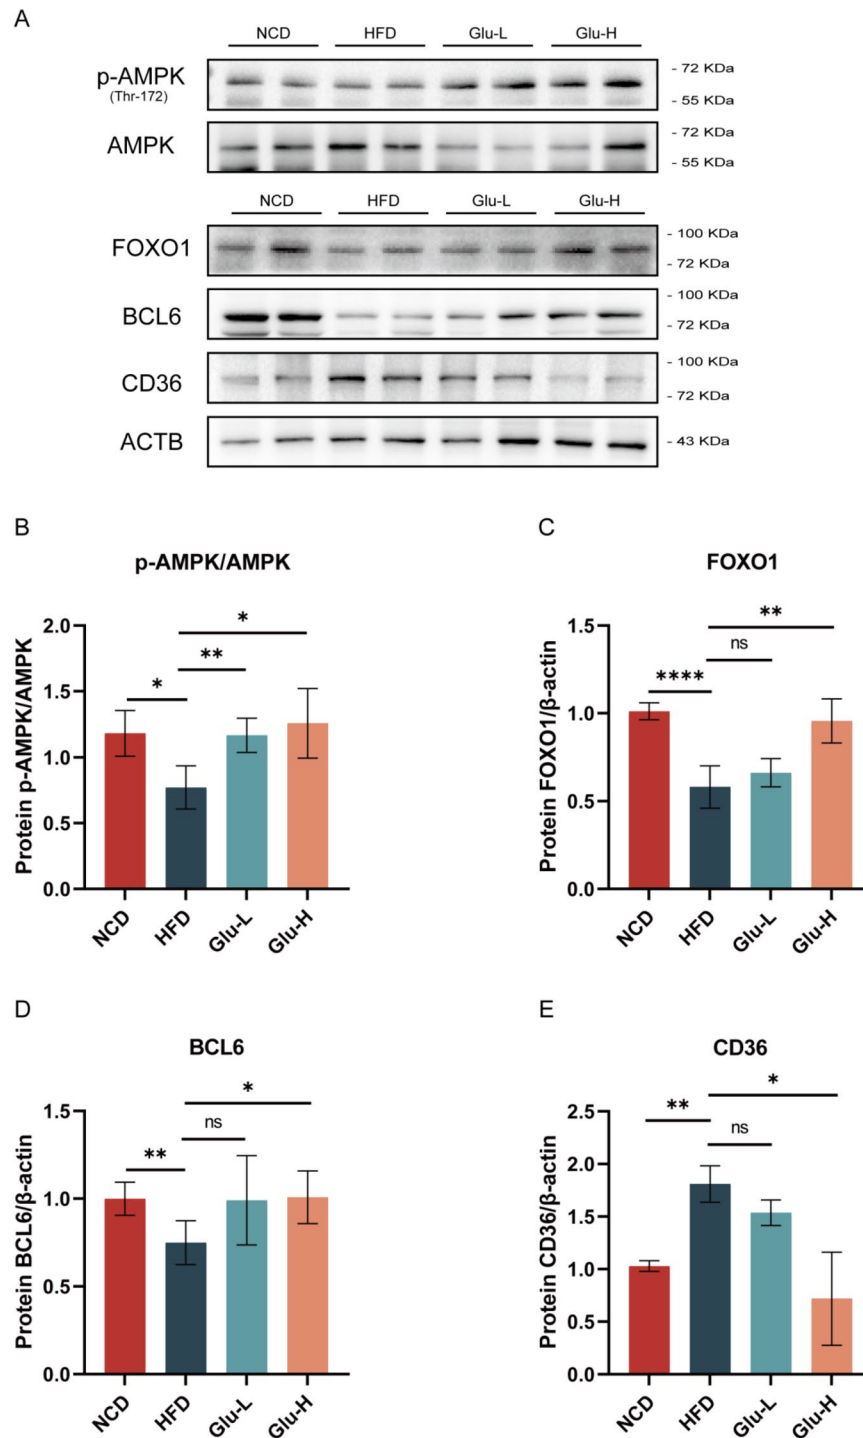 A
NCD HFD Glu-L Glu-H
p-AMPK
(Thr-172)
- 72 KDa
- 55 KDa
AMPK
- 72 KDa
- 55 KDa
NCD HFD Glu-L Glu-H
FOXO1
- 100 KDa
- 72 KDa
BCL6
- 100 KDa
- 72 KDa
CD36
- 100 KDa
- 72 KDa
ACTB
- 43 KDa
B
p-AMPK/AMPK
Protein p-AMPK/AMPK
2.0
1.5
1.0
0.5
0.0
*
**
*
NCD HFD Glu-L Glu-H
C
FOXO1
Protein FOXO1/β-actin
1.5
1.0
0.5
0.0
**
ns
****
NCD HFD Glu-L Glu-H
D
BCL6
Protein BCL6/β-actin
1.5
1.0
0.5
0.0
*
ns
**
NCD HFD Glu-L Glu-H
E
CD36
Protein CD36/β-actin
2.5
2.0
1.5
1.0
0.5
0.0
*
**
ns
NCD HFD Glu-L Glu-H